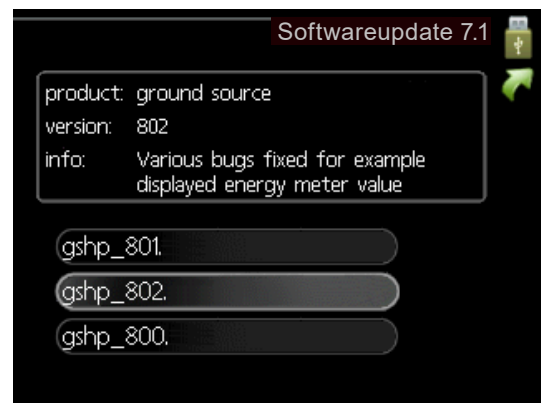 Softwareupdate 7.1
product: ground source
version: 802
info: Various bugs fixed for example
displayed energy meter value
gshp_801.
gshp_802.
gshp_800.